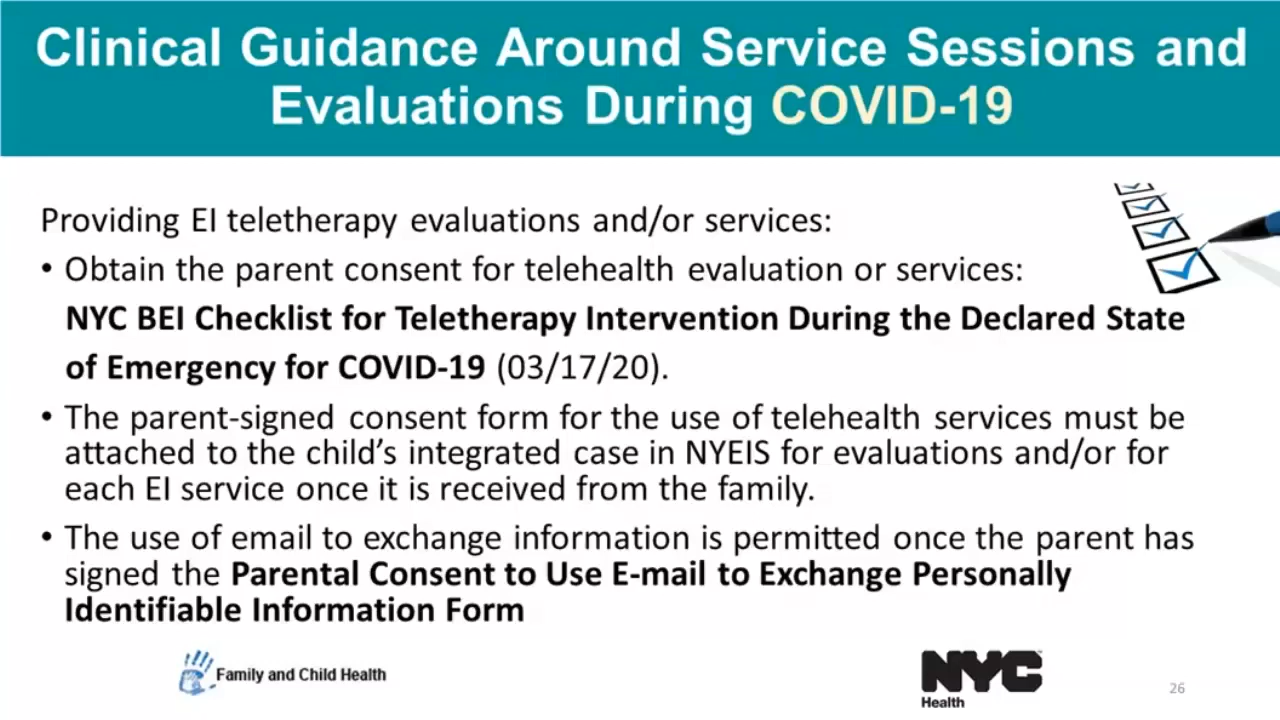 Clinical Guidance Around Service Sessions and
Evaluations During COVID-19
Providing EI teletherapy evaluations and/or services:
• Obtain the parent consent for telehealth evaluation or services:
NYC BEI Checklist for Teletherapy Intervention During the Declared State
of Emergency for COVID-19 (03/17/20).
• The parent-signed consent form for the use of telehealth services must be
attached to the child’s integrated case in NYEIS for evaluations and/or for
each EI service once it is received from the family.
• The use of email to exchange information is permitted once the parent has
signed the Parental Consent to Use E-mail to Exchange Personally
Identifiable Information Form
Family and Child Health
NYC
Health
26